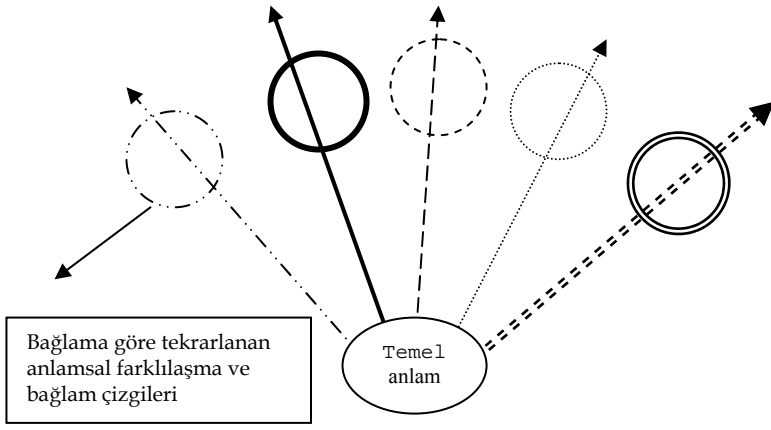 Temel
anlam
Bağlama göre tekrarlanan
anlamsal farklılaşma ve
bağlam çizgileri